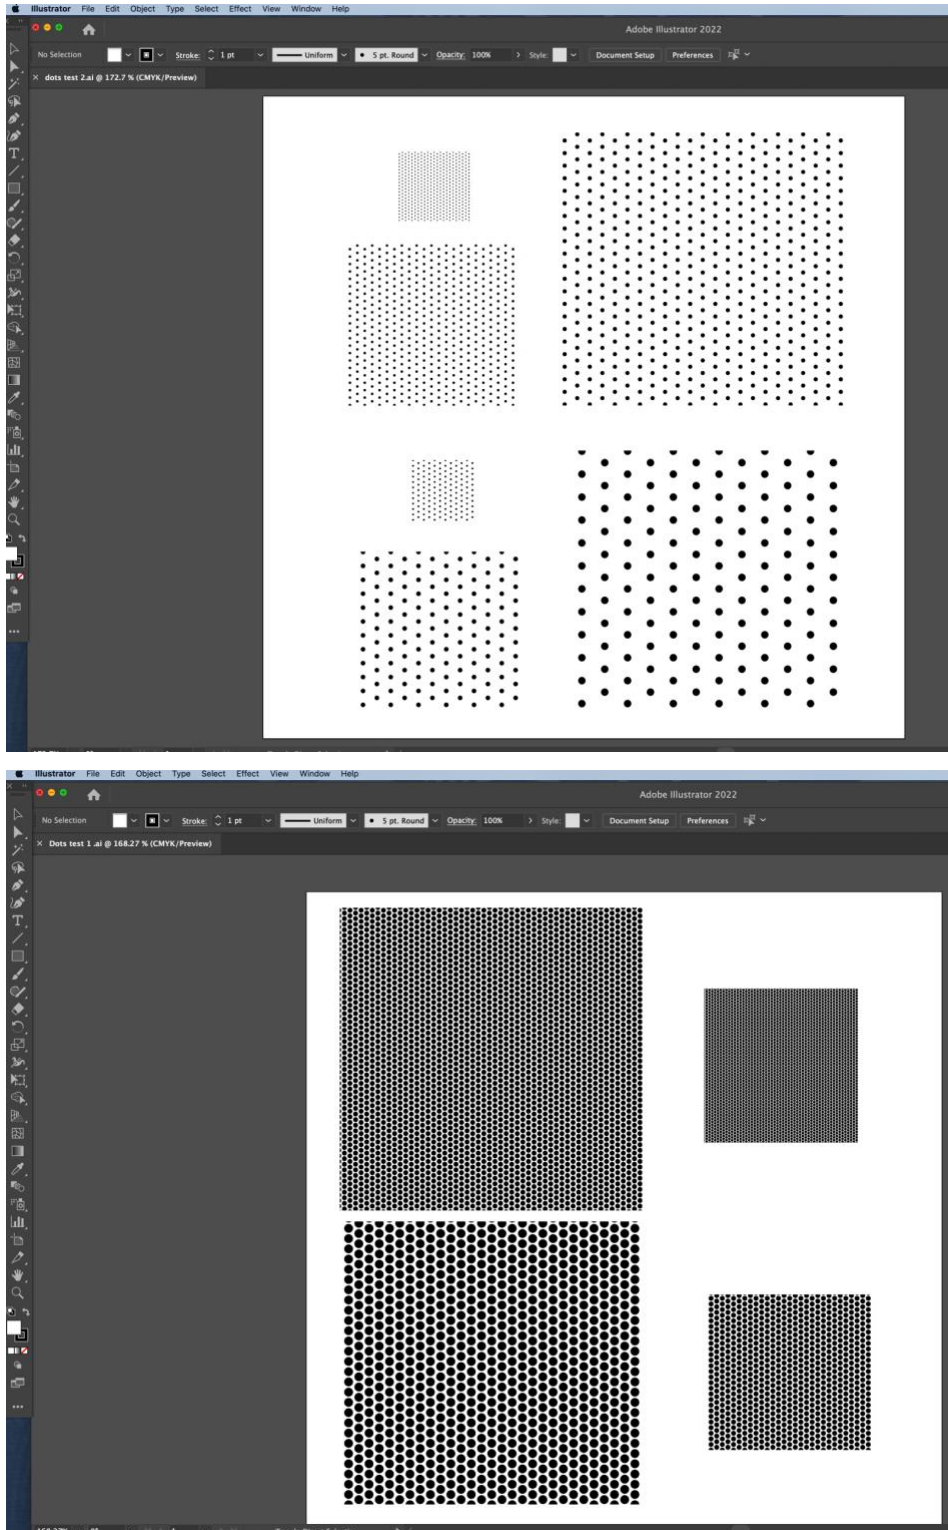 Illustrator File Edit Object Type Select Effect View Window Help
Adobe Illustrator 2022
No Selection Stroke: 1 pt Uniform 5 pt. Round Opacity: 100% Style: Document Setup Preferences
× dots test 2.ai @ 172.7 % (CMYK/Preview)
Illustrator File Edit Object Type Select Effect View Window Help
Adobe Illustrator 2022
No Selection Stroke: 1 pt Uniform 5 pt. Round Opacity: 100% Style: Document Setup Preferences
× Dots test 1 .ai @ 168.27 % (CMYK/Preview)